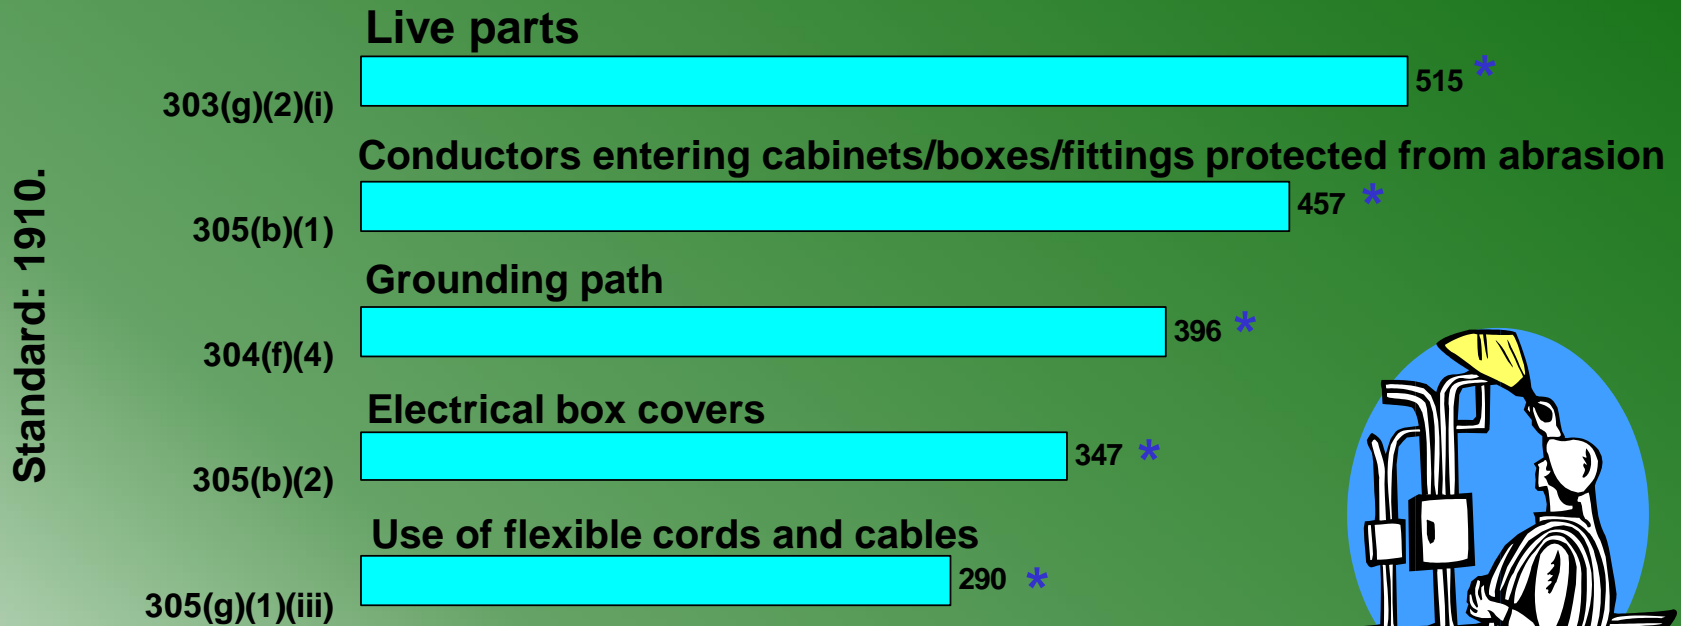 Standard: 1910.
Live parts
303(g)(2)(i) 515 *
Conductors entering cabinets/boxes/fittings protected from abrasion
305(b)(1) 457 *
Grounding path
304(f)(4) 396 *
Electrical box covers
305(b)(2) 347 *
Use of flexible cords and cables
305(g)(1)(iii) 290 *